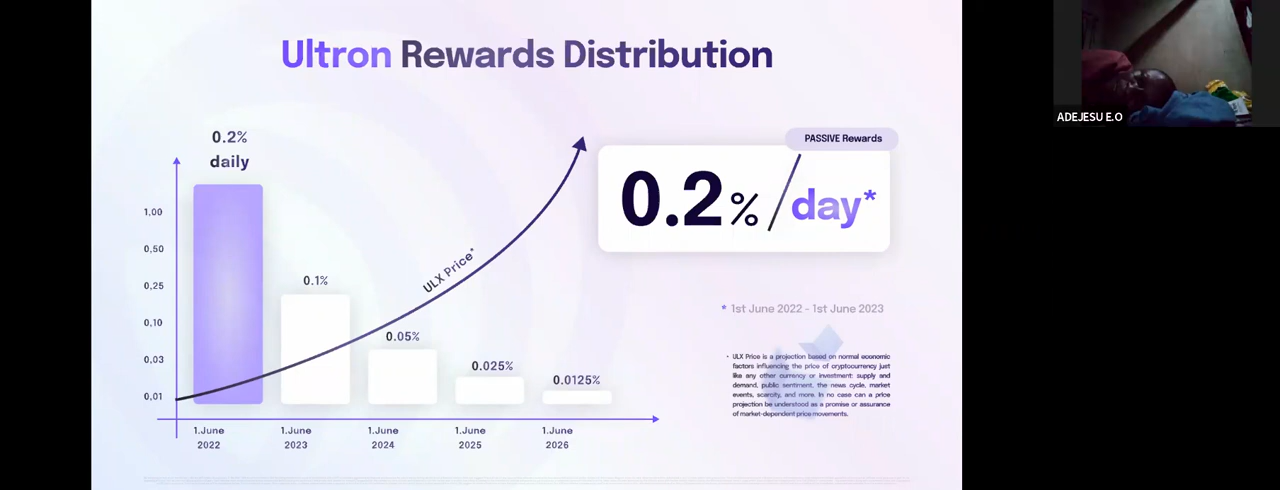 Ultron Rewards Distribution
0.2%
daily
1,00
0,50
0,25
0,10
0,03
0,01
0.1%
0.05%
0.025%
0.0125%
ULX Price*
1.June
2022
1.June
2023
1.June
2024
1.June
2025
1.June
2026
PASSIVE Rewards
0.2% / day*
* 1st June 2022 - 1st June 2023
• ULX Price is a projection based on normal economic
factors influencing the price of cryptocurrency just
like any other currency or investment: supply and
demand, public sentiment, the news cycle, market
events, scarcity, and more. In no case can a price
projection be understood as a promise or assurance
of market-dependent price movements.
ADEJESU E.O